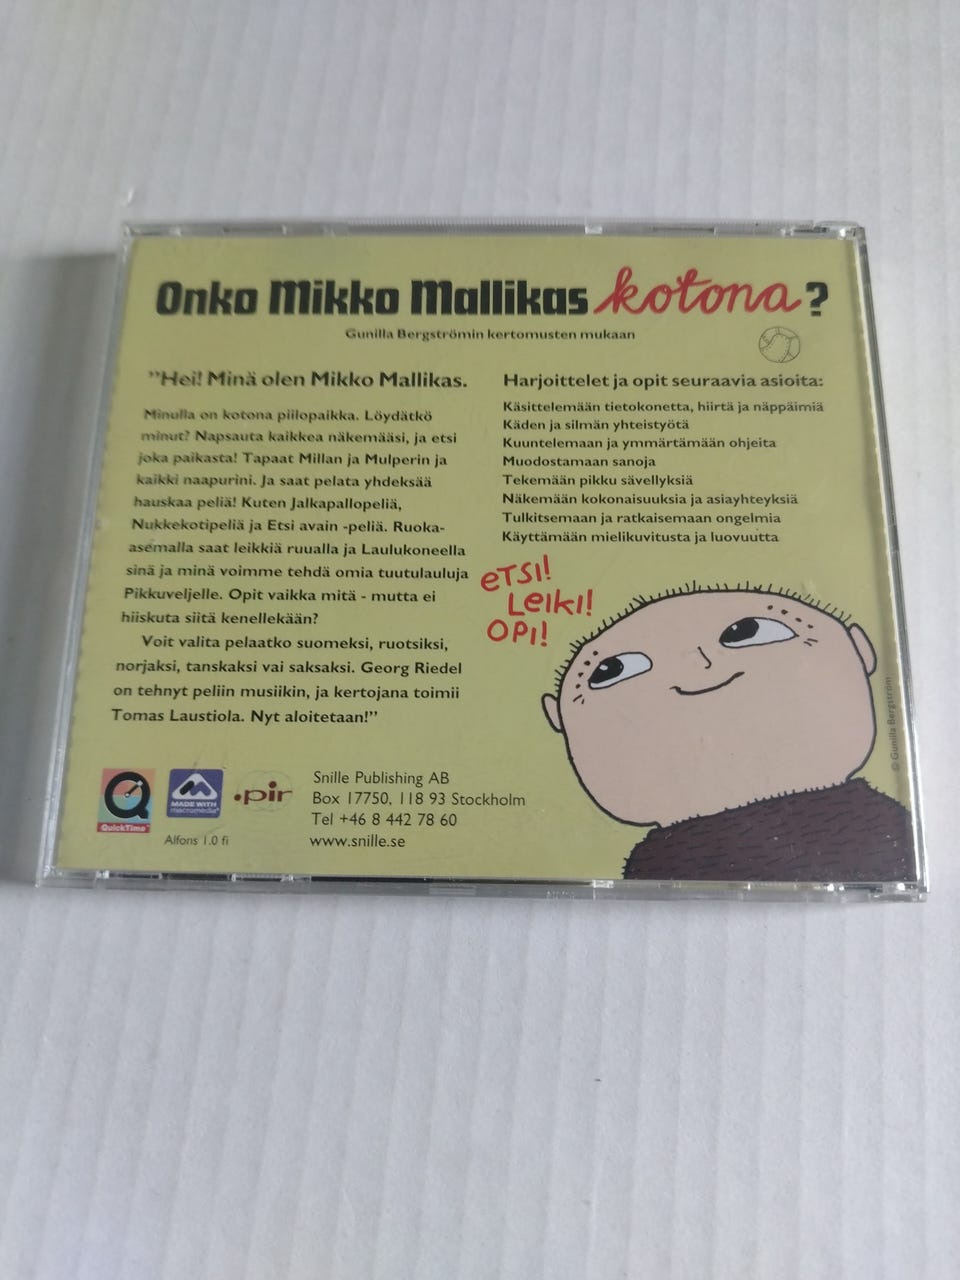 Onko Mikko Mallikas kotona?
Gunilla Bergströmin kertomusten mukaan
"Hei! Minä olen Mikko Mallikas.
Minulla on kotona piilopaikka. Löydätkö
minut? Napsauta kaikkea näkemääsi, ja etsi
joka paikasta! Tapaat Millan ja Mulperin ja
kaikki naapurini. Ja saat pelata yhdeksää
hauskaa peliä! Kuten Jalkapallopeliä,
Nukkekotipeliä ja Etsi avain -peliä. Ruoka-
asemalla saat leikkiä ruualla ja Laulukoneella
sinä ja minä voimme tehdä omia tuutulauluja
Pikkuveljelle. Opit vaikka mitä - mutta ei
hiiskuta siitä kenellekään?
Voit valita pelaatko suomeksi, ruotsiksi,
norjaksi, tanskaksi vai saksaksi. Georg Riedel
on tehnyt peliin musiikin, ja kertojana toimii
Tomas Laustiola. Nyt aloitetaan!"
Harjoittelet ja opit seuraavia asioita:
Käsittelemään tietokonetta, hiirtä ja näppäimiä
Käden ja silmän yhteistyötä
Kuuntelemaan ja ymmärtämään ohjeita
Muodostamaan sanoja
Tekemään pikku sävellyksiä
Näkemään kokonaisuuksia ja asiayhteyksiä
Tulkitsemaan ja ratkaisemaan ongelmia
Käyttämään mielikuvitusta ja luovuutta
etsi!
Leiki!
opi!
© Gunilla Bergström
QuickTime™
MADE WITH
macromedia®
.pir
Alfons 1.0 fi
Snille Publishing AB
Box 17750, 118 93 Stockholm
Tel +46 8 442 78 60
www.snille.se